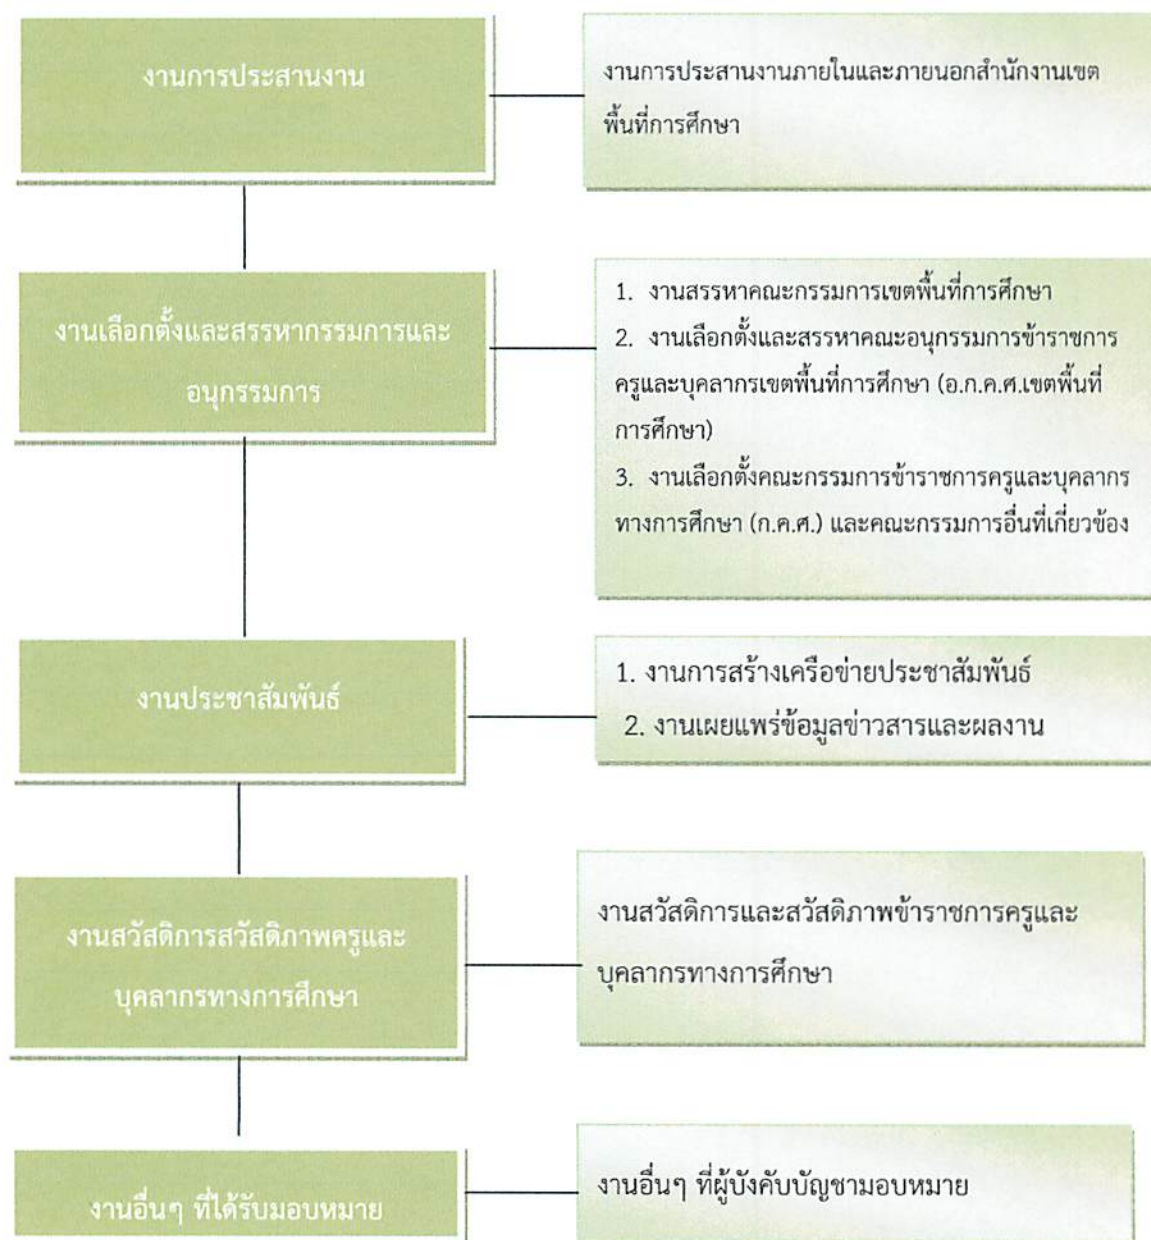 งานการประสานงาน
งานการประสานงานภายในและภายนอกสำนักงานเขต
พื้นที่การศึกษา
งานเลือกตั้งและสรรหากรรมการและ
อนุกรรมการ
1. งานสรรหาคณะกรรมการเขตพื้นที่การศึกษา
2. งานเลือกตั้งและสรรหาคณะอนุกรรมการข้าราชการ
ครูและบุคลากรเขตพื้นที่การศึกษา (อ.ก.ค.ศ.เขตพื้นที่
การศึกษา)
3. งานเลือกตั้งคณะกรรมการข้าราชการครูและบุคลากร
ทางการศึกษา (ก.ค.ศ.) และคณะกรรมการอื่นที่เกี่ยวข้อง
งานประชาสัมพันธ์
1. งานการสร้างเครือข่ายประชาสัมพันธ์
2. งานเผยแพร่ข้อมูลข่าวสารและผลงาน
งานสวัสดิการสวัสดิภาพครูและ
บุคลากรทางการศึกษา
งานสวัสดิการและสวัสดิภาพข้าราชการครูและ
บุคลากรทางการศึกษา
งานอื่นๆ ที่ได้รับมอบหมาย
งานอื่นๆ ที่ผู้บังคับบัญชามอบหมาย